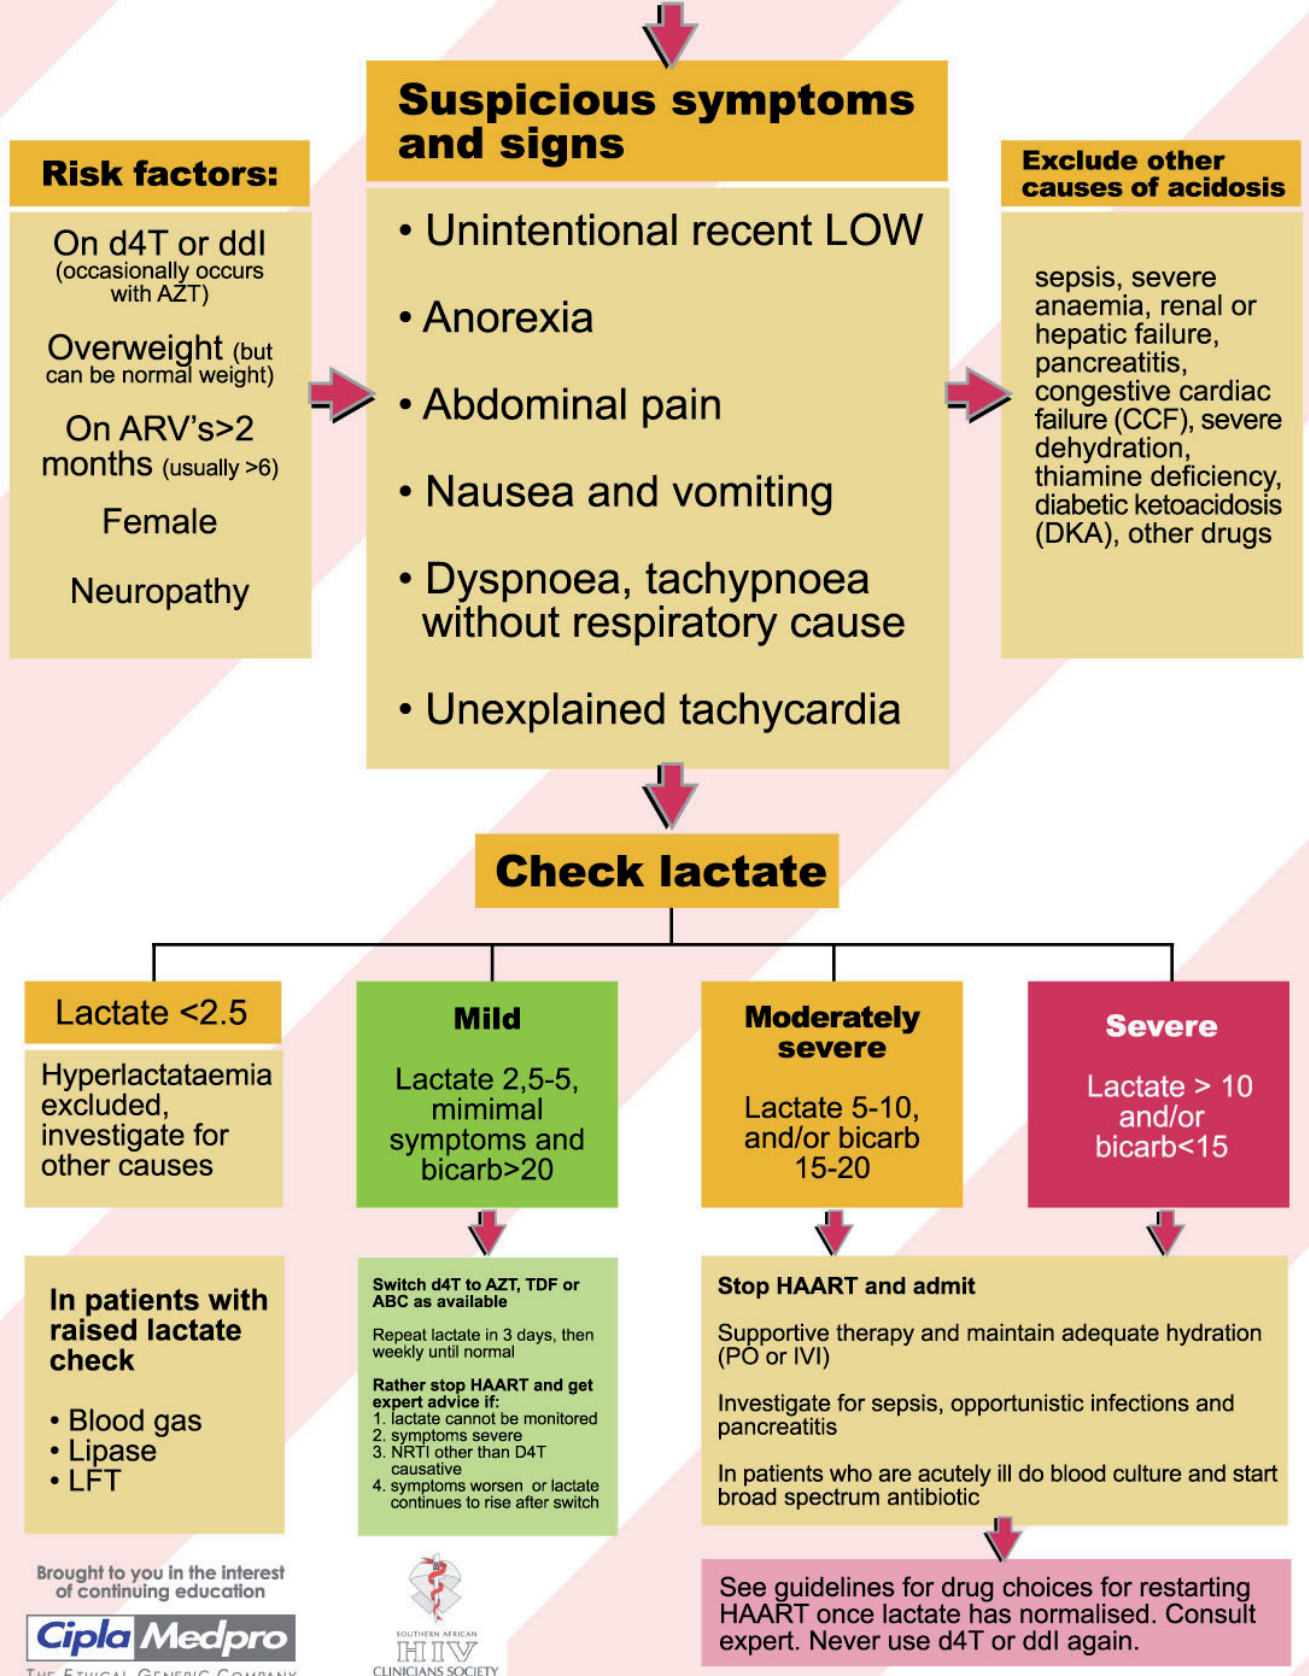 Suspicious symptoms
and signs
Risk factors:
On d4T or ddI
(occasionally occurs
with AZT)
Overweight (but
can be normal weight)
On ARV's>2
months (usually >6)
Female
Neuropathy
• Unintentional recent LOW
• Anorexia
• Abdominal pain
• Nausea and vomiting
• Dyspnoea, tachypnoea
without respiratory cause
• Unexplained tachycardia
Exclude other
causes of acidosis
sepsis, severe
anaemia, renal or
hepatic failure,
pancreatitis,
congestive cardiac
failure (CCF), severe
dehydration,
thiamine deficiency,
diabetic ketoacidosis
(DKA), other drugs
Check lactate
Lactate <2.5
Hyperlactataemia
excluded,
investigate for
other causes
Mild
Lactate 2,5-5,
mimimal
symptoms and
bicarb>20
Moderately
severe
Lactate 5-10,
and/or bicarb
15-20
Severe
Lactate > 10
and/or
bicarb<15
In patients with
raised lactate
check
• Blood gas
• Lipase
• LFT
Switch d4T to AZT, TDF or
ABC as available
Repeat lactate in 3 days, then
weekly until normal
Rather stop HAART and get
expert advice if:
1. lactate cannot be monitored
2. symptoms severe
3. NRTI other than D4T
causative
4. symptoms worsen or lactate
continues to rise after switch
Stop HAART and admit
Supportive therapy and maintain adequate hydration
(PO or IVI)
Investigate for sepsis, opportunistic infections and
pancreatitis
In patients who are acutely ill do blood culture and start
broad spectrum antibiotic
See guidelines for drug choices for restarting
HAART once lactate has normalised. Consult
expert. Never use d4T or ddI again.
Brought to you in the interest
of continuing education
Cipla Medpro
THE ETHICAL GENERIC COMPANY
SOUTHERN AFRICAN
HIV
CLINICIANS SOCIETY